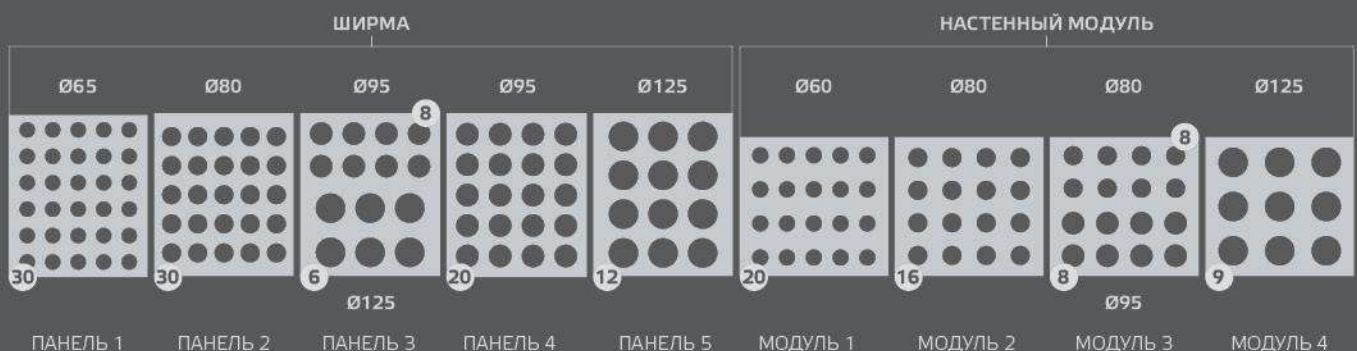 ШИРМА НАСТЕННЫЙ МОДУЛЬ
Ø65 Ø80 Ø95 Ø95 Ø125 Ø60 Ø80 Ø80 Ø125
8 8
30 30 6 20 12 20 16 8 9
Ø125 Ø95
ПАНЕЛЬ 1 ПАНЕЛЬ 2 ПАНЕЛЬ 3 ПАНЕЛЬ 4 ПАНЕЛЬ 5 МОДУЛЬ 1 МОДУЛЬ 2 МОДУЛЬ 3 МОДУЛЬ 4